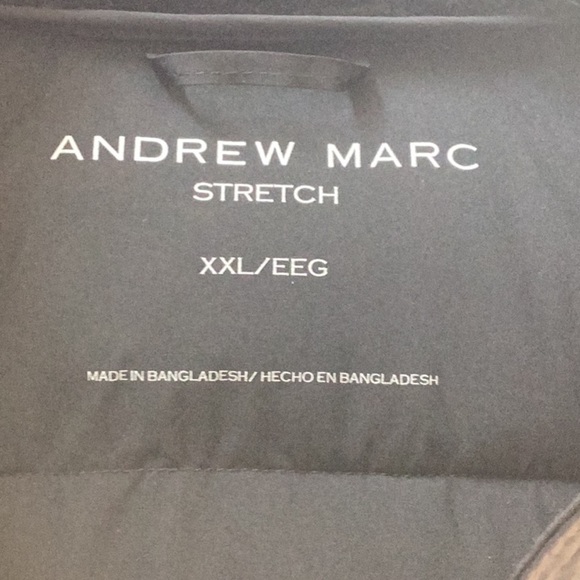 ANDREW MARC
STRETCH
XXL/EEG
MADE IN BANGLADESH/ HECHO EN BANGLADESH